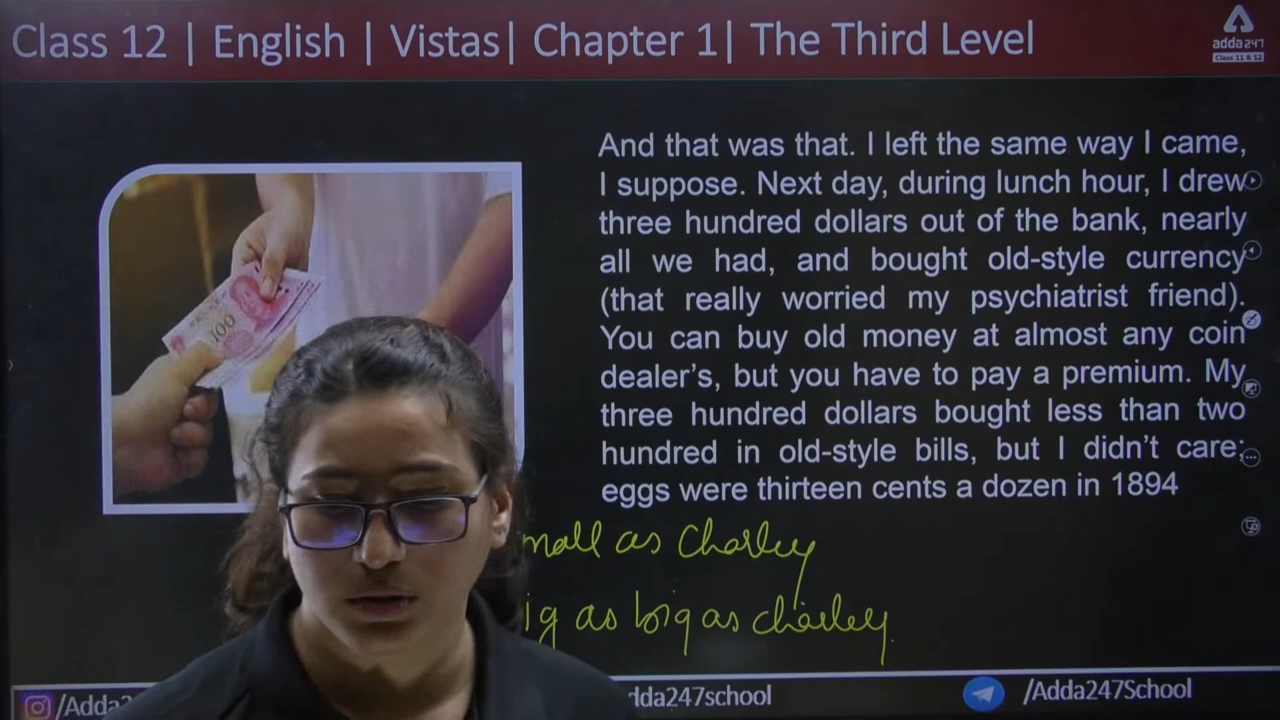 Class 12 | English | Vistas| Chapter 1| The Third Level
adda247
Class 11 & 12
And that was that. I left the same way I came,
I suppose. Next day, during lunch hour, I drew
three hundred dollars out of the bank, nearly
all we had, and bought old-style currency
(that really worried my psychiatrist friend).
You can buy old money at almost any coin
dealer's, but you have to pay a premium. My
three hundred dollars bought less than two
hundred in old-style bills, but I didn't care;
eggs were thirteen cents a dozen in 1894
100
as Charley
as big as charley.
/Adda247School